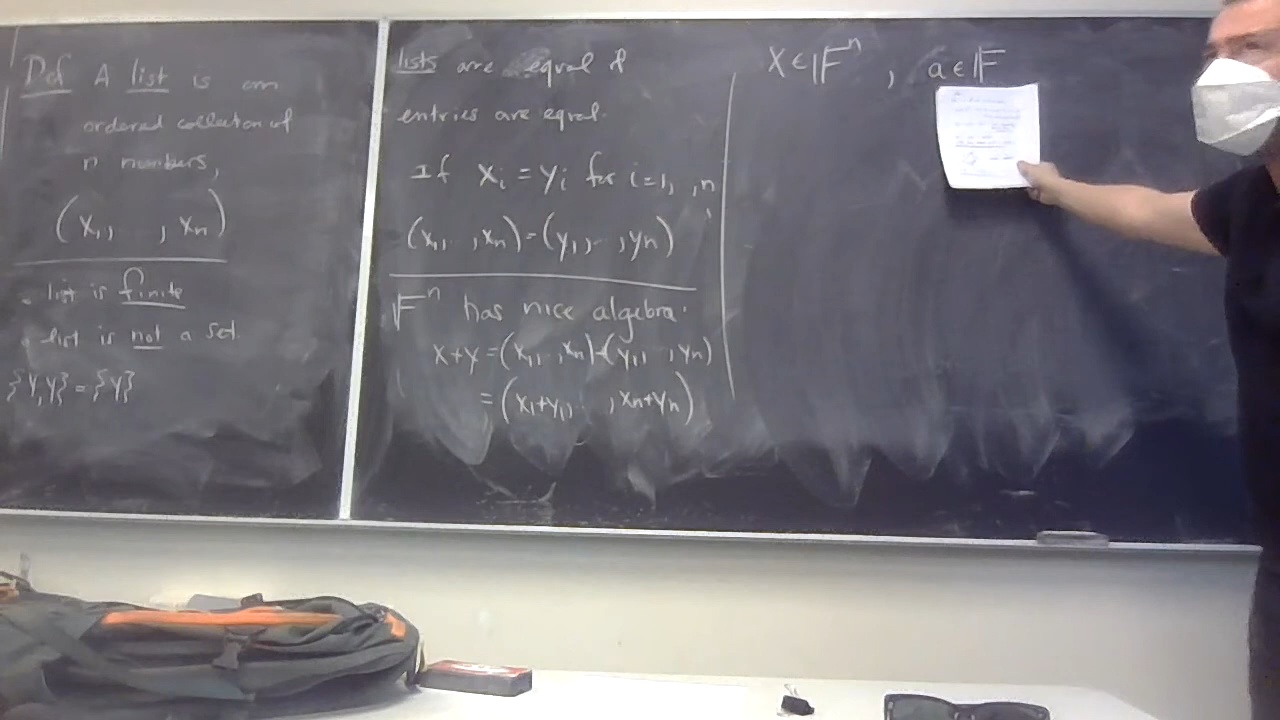 Def A list is an
ordered collection of
n numbers,
(x₁, , xₙ)
• list is finite
• list is not a set.
{Y,Y} = {Y}
lists are equal if
entries are equal.
If xᵢ = yᵢ for i=1, ,n,
(x₁,..,xₙ)=(y₁,..,yₙ)
𝔽ⁿ has nice algebra.
x+y = (x₁,..,xₙ)+(y₁, ,yₙ)
= (x₁+y₁,.. , xₙ+yₙ)
X∈𝔽ⁿ , a∈𝔽